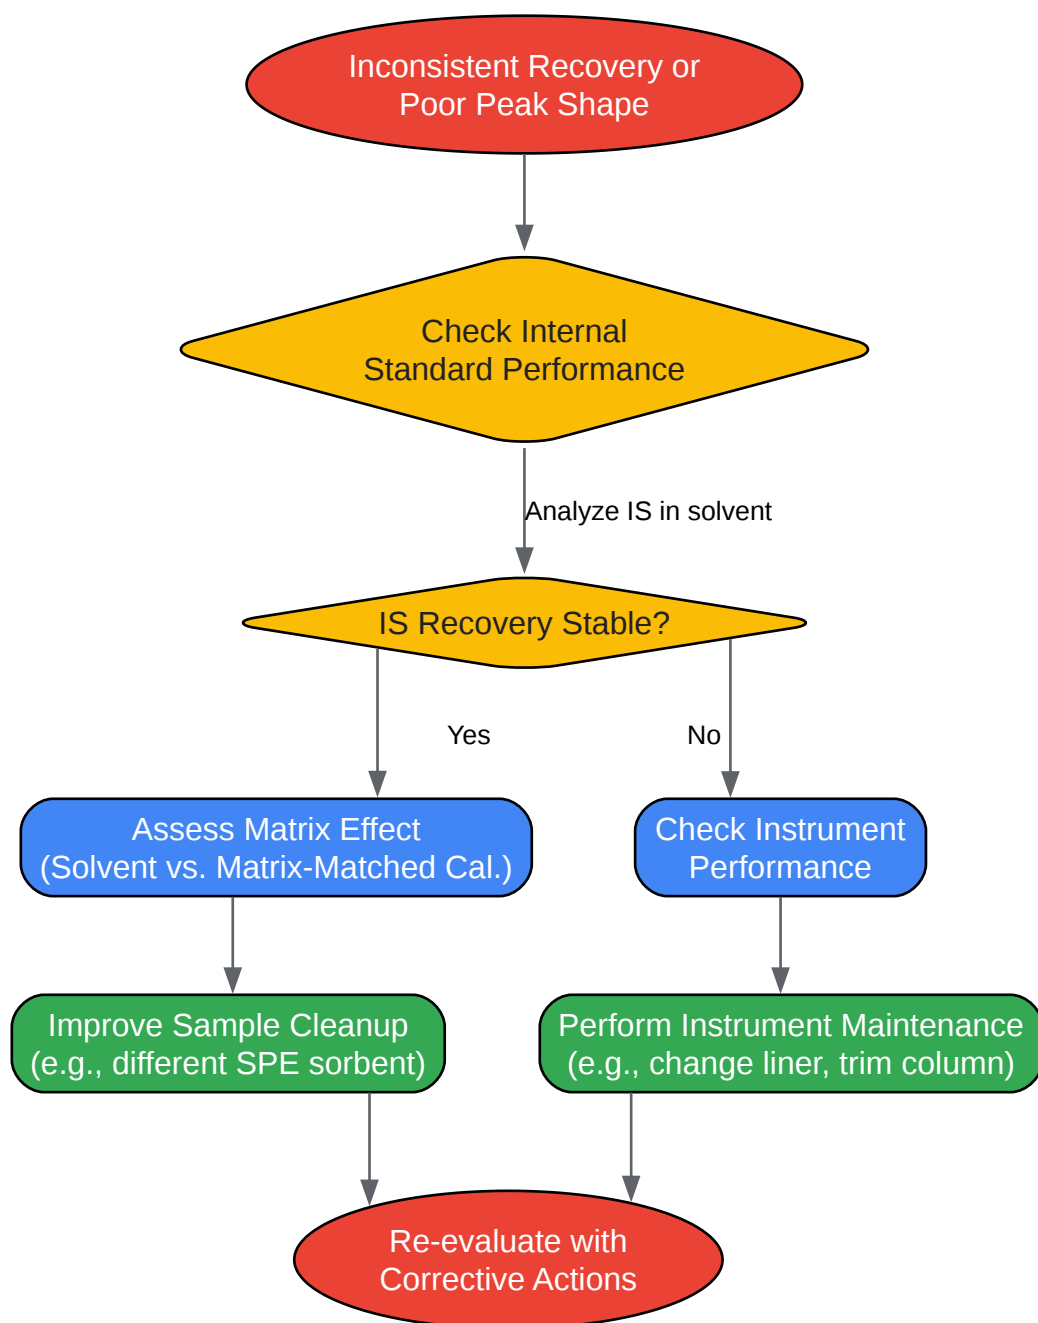 Inconsistent Recovery or
Poor Peak Shape
Check Internal
Standard Performance
Analyze IS in solvent
IS Recovery Stable?
Yes
No
Assess Matrix Effect
(Solvent vs. Matrix-Matched Cal.)
Check Instrument
Performance
Improve Sample Cleanup
(e.g., different SPE sorbent)
Perform Instrument Maintenance
(e.g., change liner, trim column)
Re-evaluate with
Corrective Actions